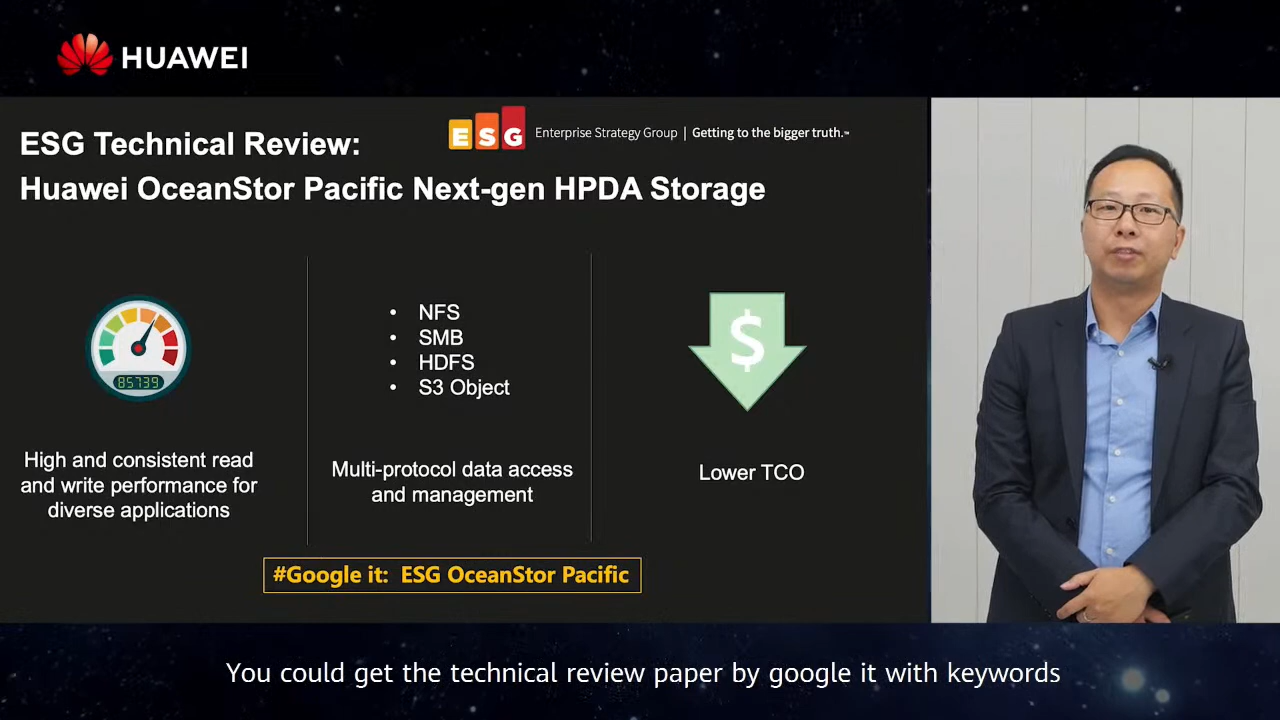 HUAWEI
ESG Technical Review:
ESG Enterprise Strategy Group | Getting to the bigger truth.™
Huawei OceanStor Pacific Next-gen HPDA Storage
85739
High and consistent read
and write performance for
diverse applications
• NFS
• SMB
• HDFS
• S3 Object
Multi-protocol data access
and management
$
Lower TCO
#Google it: ESG OceanStor Pacific
You could get the technical review paper by google it with keywords